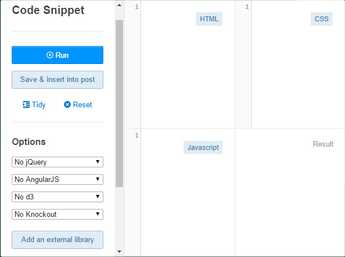 Code Snippet
Run
Save & insert into post
Tidy Reset
Options
No jQuery
No AngularJS
No d3
No Knockout
Add an external library
1
HTML
1
CSS
1
Javascript
Result